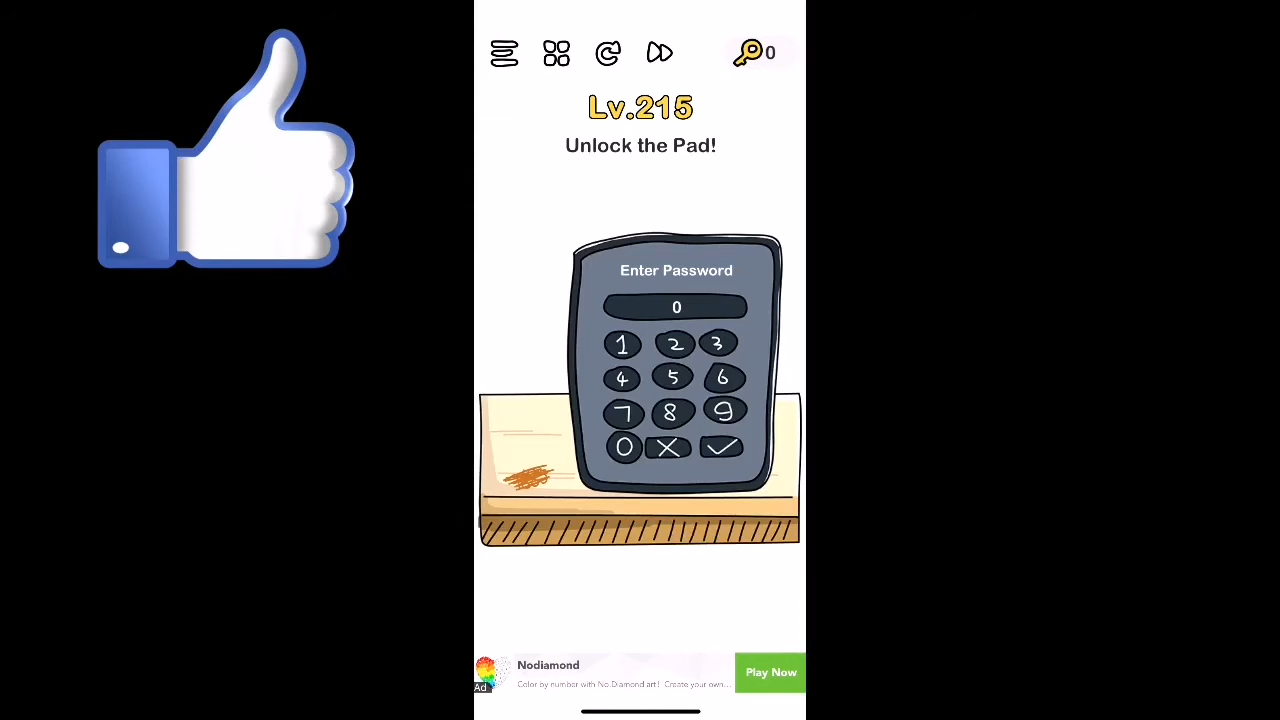 0
Lv.215
Unlock the Pad!
Enter Password
0
1 2 3
4 5 6
7 8 9
0
Nodiamond
Color by number with No.Diamond art! Create your own...
Ad
Play Now